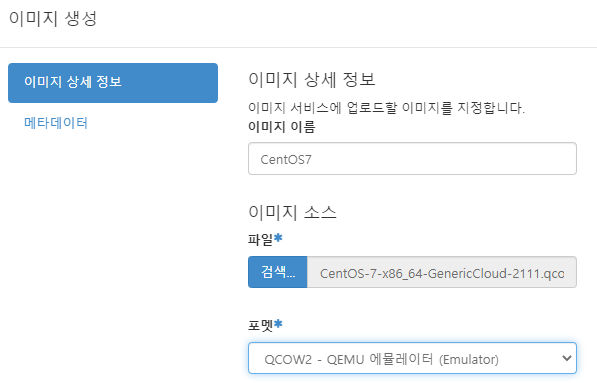 이미지 생성
이미지 상세 정보
메타데이터
이미지 상세 정보
이미지 서비스에 업로드할 이미지를 지정합니다.
이미지 이름
CentOS7
이미지 소스
파일*
검색... CentOS-7-x86_64-GenericCloud-2111.qco
포멧*
QCOW2 - QEMU 에뮬레이터 (Emulator)